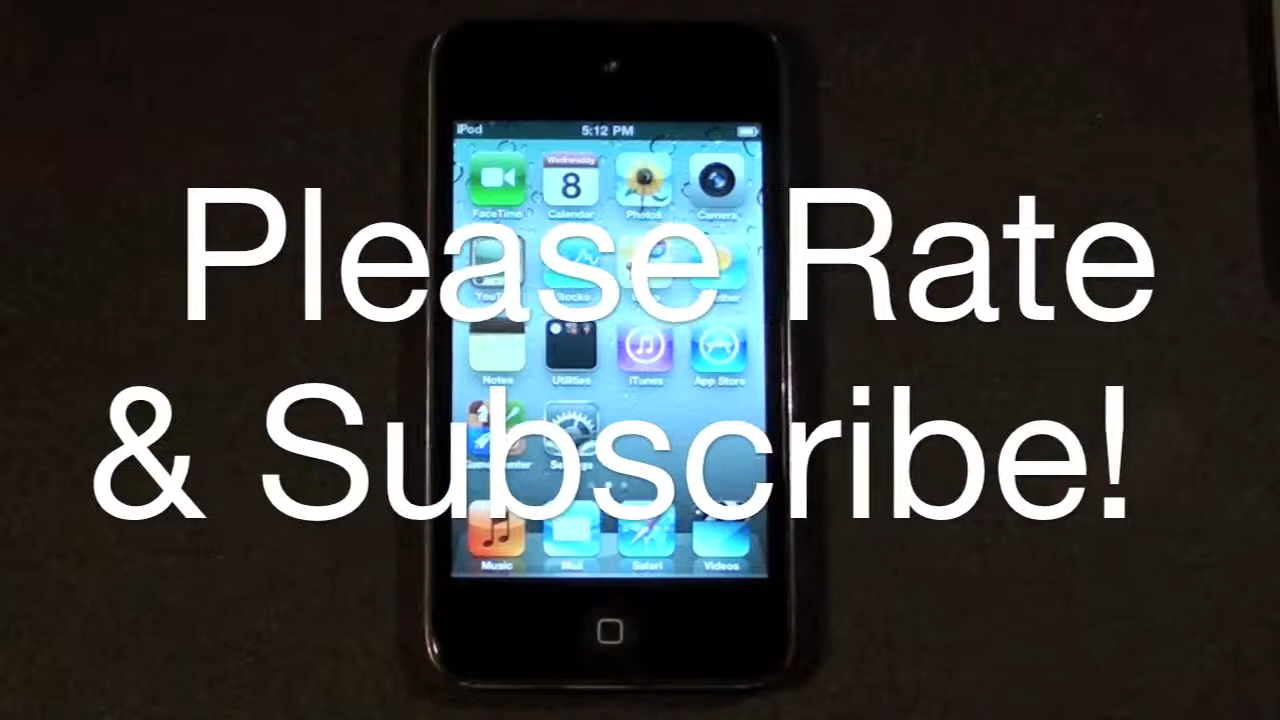 iPod 5:12 PM
Wednesday
8
FaceTime Calendar Photos Camera
Please Rate
Stocks
Notes Utilities iTunes App Store
& Subscribe!
Music Mail Safari Videos